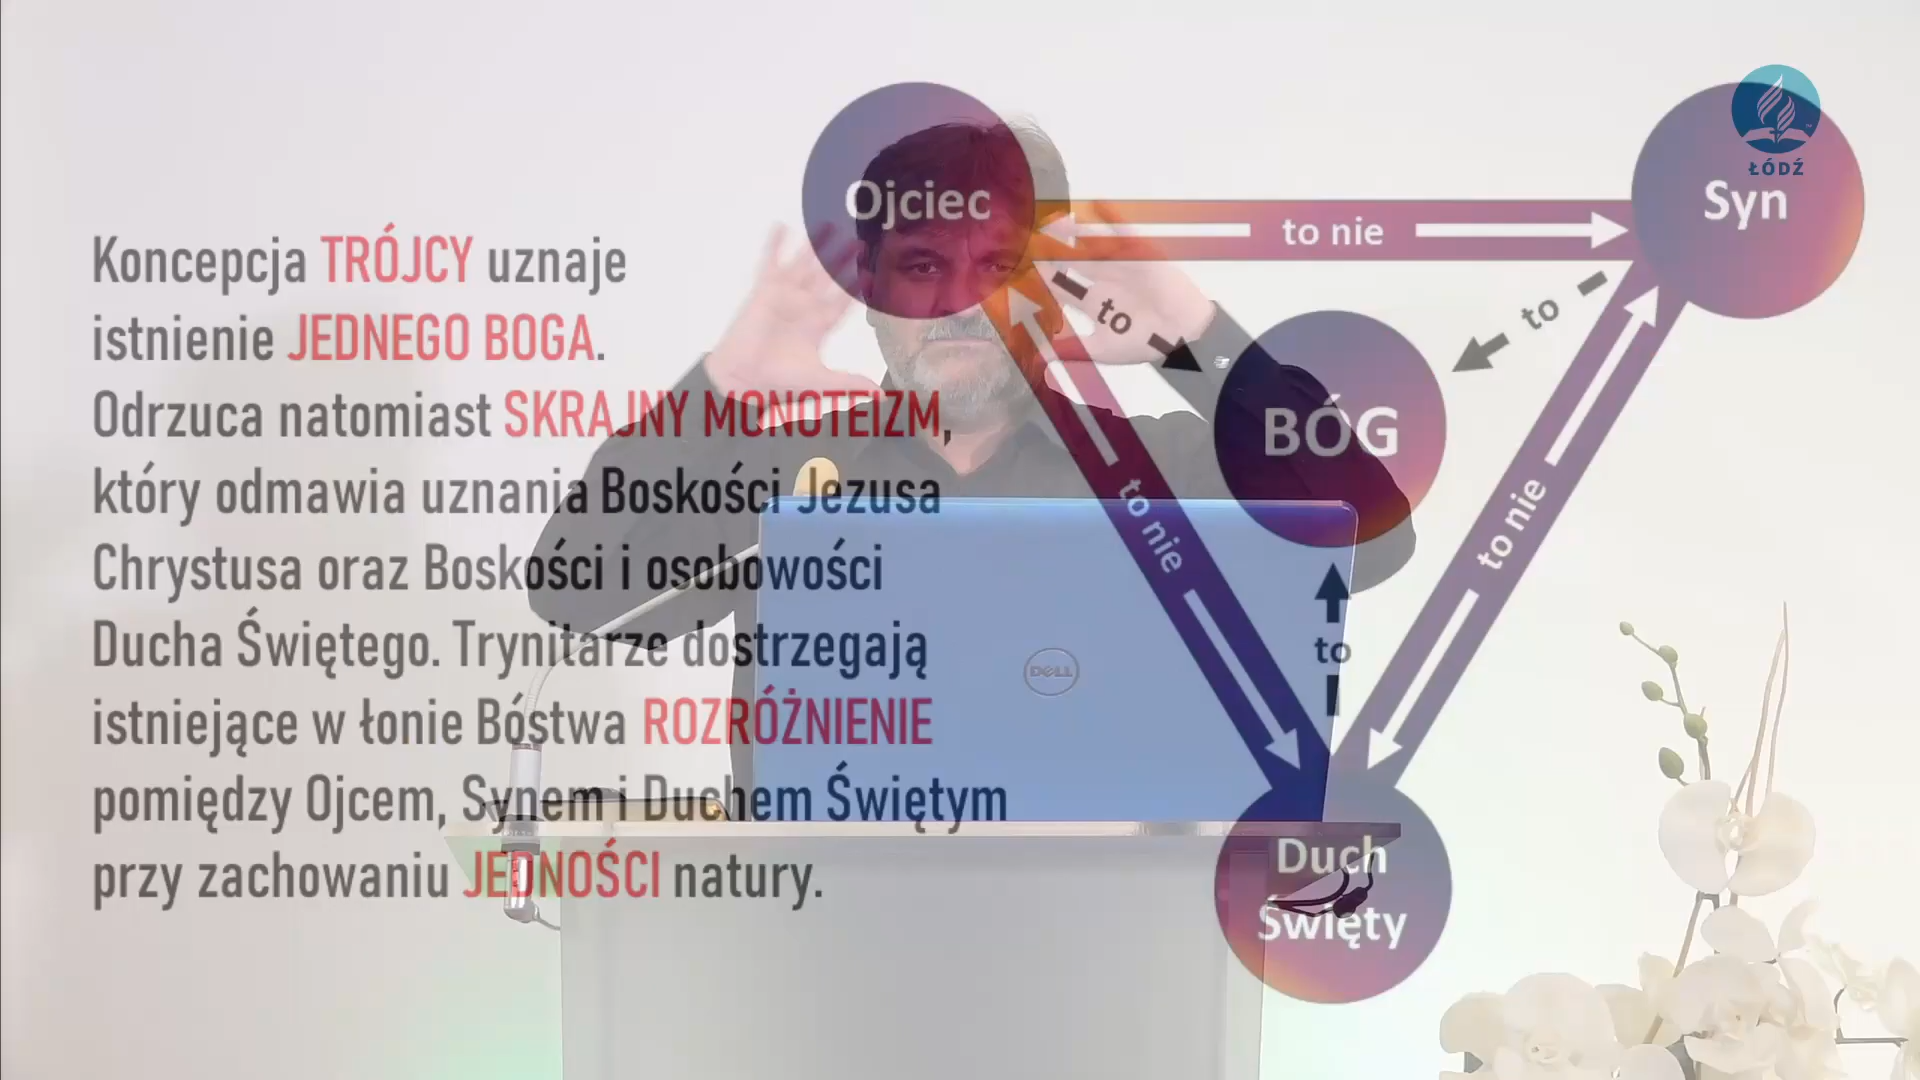 ŁÓDŹ
Koncepcja TRÓJCY uznaje
istnienie JEDNEGO BOGA.
Odrzuca natomiast SKRAJNY MONOTEIZM,
który odmawia uznania Boskości Jezusa
Chrystusa oraz Boskości i osobowości
Ducha Świętego. Trynitarze dostrzegają
istniejące w łonie Bóstwa ROZRÓŻNIENIE
pomiędzy Ojcem, Synem i Duchem Świętym
przy zachowaniu JEDNOŚCI natury.
Ojciec
to nie
Syn
to
to
BÓG
to nie
to nie
to
Duch
Święty
DELL